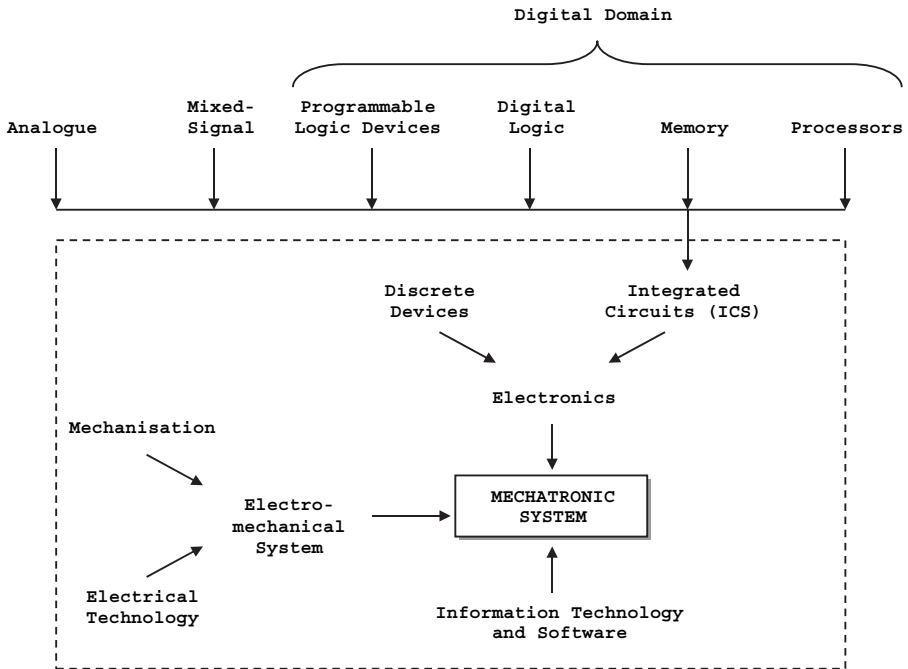 Digital Domain
Analogue
Mixed-
Signal
Programmable
Logic Devices
Digital
Logic
Memory
Processors
Discrete
Devices
Integrated
Circuits (ICS)
Electronics
Mechanisation
Electro-
mechanical
System
MECHATRONIC
SYSTEM
Electrical
Technology
Information Technology
and Software